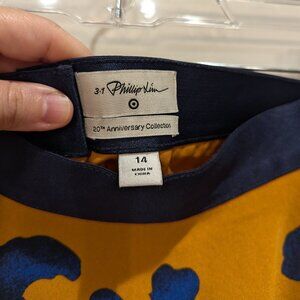 3.1 Phillip Lim
20TH Anniversary Collection
14
MADE IN
CHINA